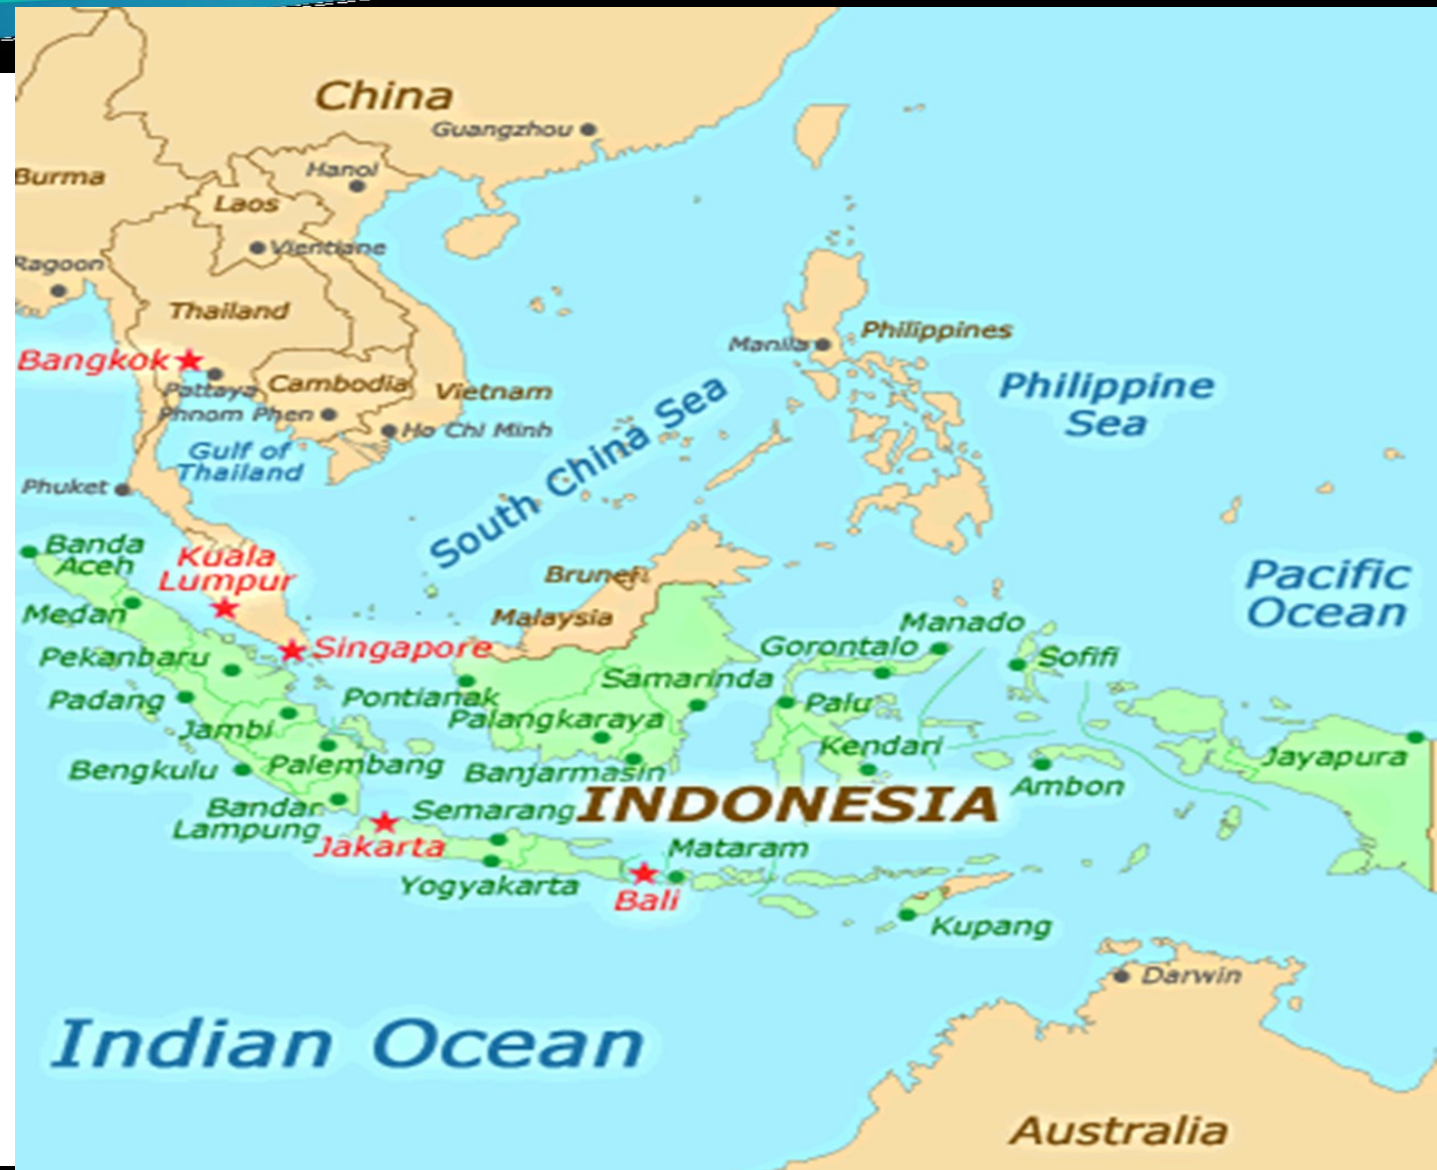 China
Guangzhou
Hanoi
Burma
Laos
Vientiane
Ragoon
Thailand
Philippines
Manila
Bangkok
Pattaya
Cambodia
Vietnam
Philippine
Sea
Phnom Phen
Ho Chi Minh
South China Sea
Gulf of
Thailand
Phuket
Banda
Aceh
Kuala
Lumpur
Brunei
Pacific
Ocean
Medan
Malaysia
Manado
Singapore
Gorontalo
Pekanbaru
Sofifi
Samarinda
Padang
Pontianak
Palu
Jambi
Palangkaraya
Kendari
Jayapura
Bengkulu
Palembang
Banjarmasin
Ambon
INDONESIA
Bandar
Lampung
Semarang
Jakarta
Mataram
Yogyakarta
Bali
Kupang
Darwin
Indian Ocean
Australia